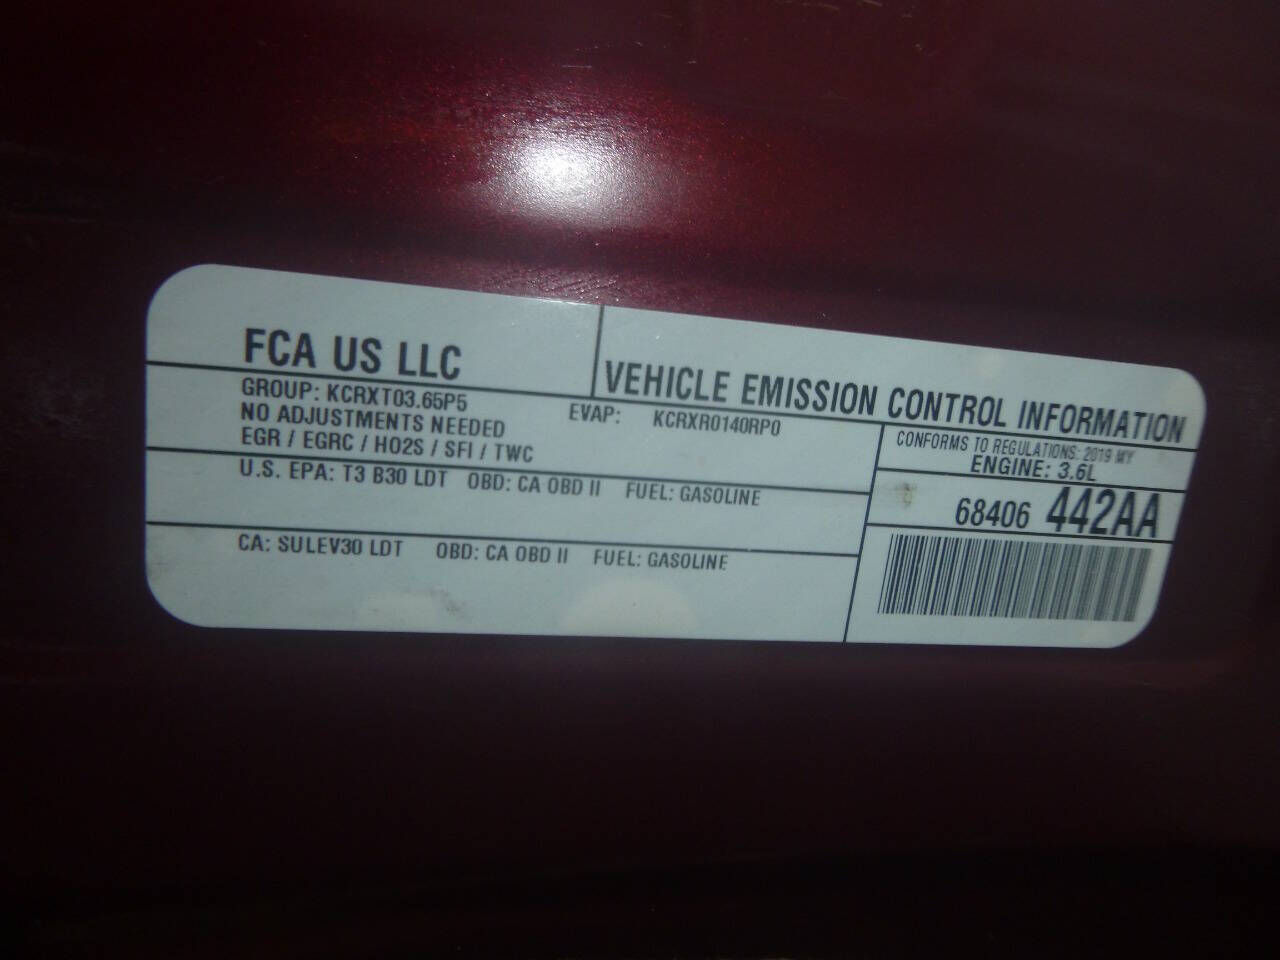 FCA US LLC
VEHICLE EMISSION CONTROL INFORMATION
GROUP: KCRXT03.65P5 EVAP: KCRXR0140RP0
NO ADJUSTMENTS NEEDED
EGR / EGRC / HO2S / SFI / TWC
CONFORMS TO REGULATIONS: 2019 MY
ENGINE: 3.6L
U.S. EPA: T3 B30 LDT OBD: CA OBD II FUEL: GASOLINE
68406 442AA
CA: SULEV30 LDT OBD: CA OBD II FUEL: GASOLINE